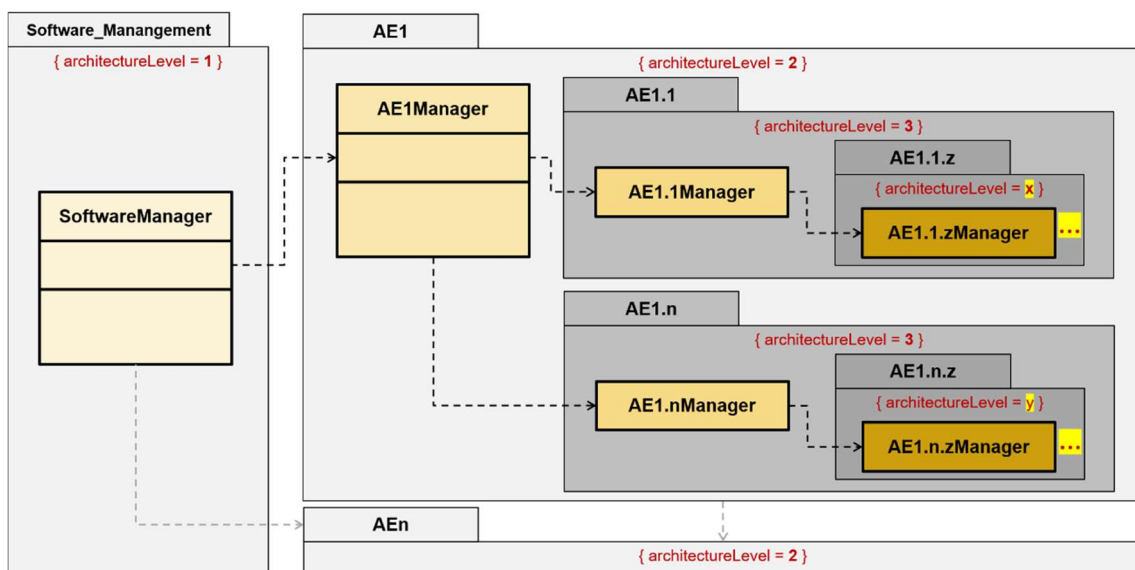 Software_Manangement
{ architectureLevel = 1 }
SoftwareManager
AE1
{ architectureLevel = 2 }
AE1Manager
AE1.1
{ architectureLevel = 3 }
AE1.1Manager
AE1.1.z
{ architectureLevel = x }
AE1.1.zManager
...
AE1.n
{ architectureLevel = 3 }
AE1.nManager
AE1.n.z
{ architectureLevel = y }
AE1.n.zManager
...
AEn
{ architectureLevel = 2 }